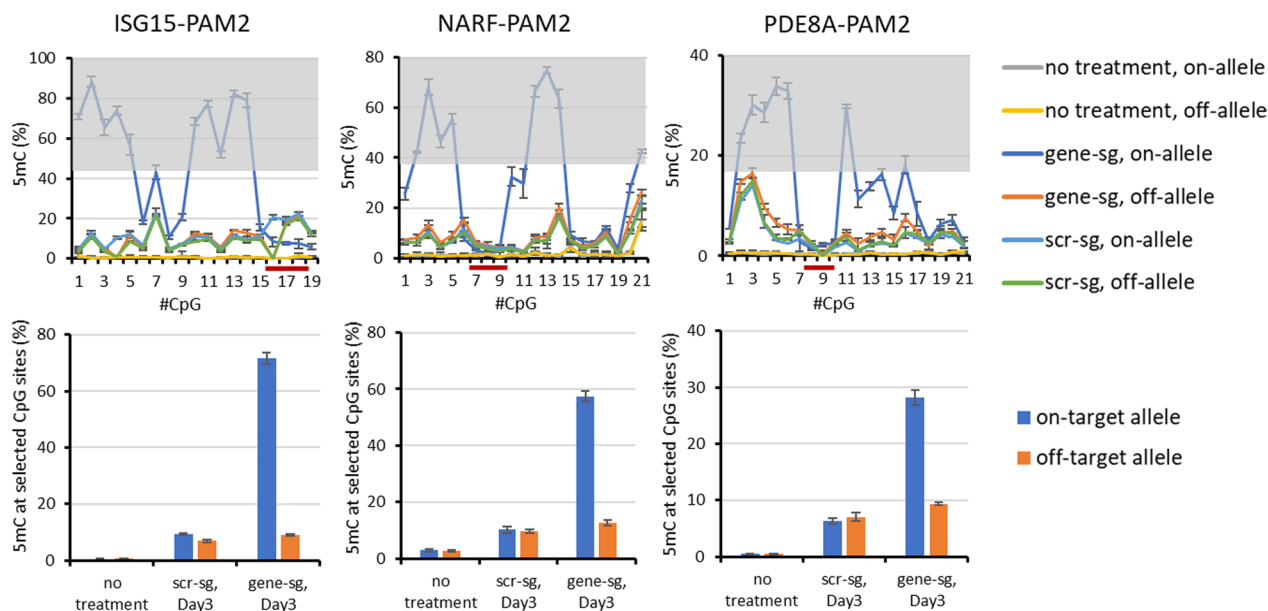 ISG15-PAM2
NARF-PAM2
PDE8A-PAM2
5mC (%)
100
80
60
40
20
0
1 3 5 7 9 11 13 15 17 19
#CpG
5mC (%)
80
60
40
20
0
1 3 5 7 9 11 13 15 17 19 21
#CpG
5mC (%)
40
20
0
1 3 5 7 9 11 13 15 17 19 21
#CpG
no treatment, on-allele
no treatment, off-allele
gene-sg, on-allele
gene-sg, off-allele
scr-sg, on-allele
scr-sg, off-allele
5mC at selected CpG sites (%)
80
60
40
20
0
no
treatment
scr-sg,
Day3
gene-sg,
Day3
5mC at selected CpG sites (%)
80
60
40
20
0
no
treatment
scr-sg,
Day3
gene-sg,
Day3
5mC at slected CpG sites (%)
40
30
20
10
0
no
treatment
scr-sg,
Day3
gene-sg,
Day3
on-target allele
off-target allele